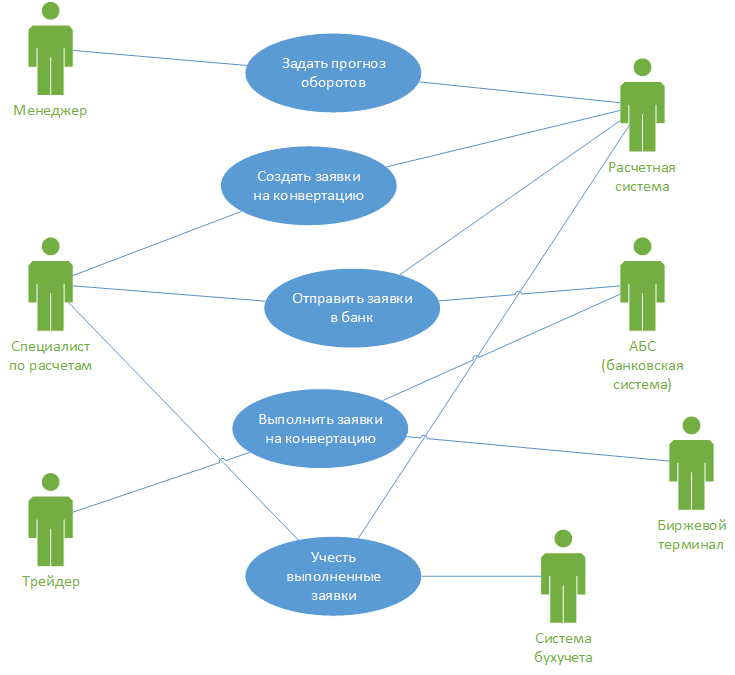 Задать прогноз
оборотов
Менеджер
Создать заявки
на конвертацию
Расчетная
система
Отправить заявки
в банк
Специалист
по расчетам
АБС
(банковская
система)
Выполнить заявки
на конвертацию
Биржевой
терминал
Учесть
выполненные
заявки
Трейдер
Система
бухучета